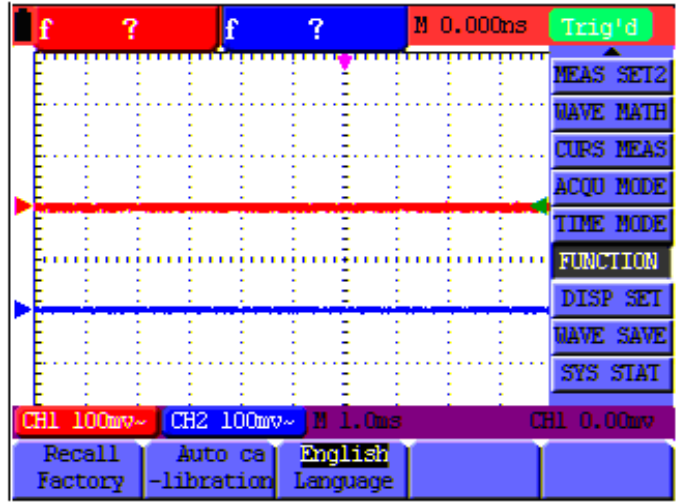 f ? f ? M 0.000ns Trig'd
MEAS SET2
WAVE MATH
CURS MEAS
ACQU MODE
TIME MODE
FUNCTION
DISP SET
WAVE SAVE
SYS STAT
CH1 100mv~ CH2 100mv~ M 1.0ms CH1 0.00mv
Recall
Factory
Auto ca
-libration
English
Language